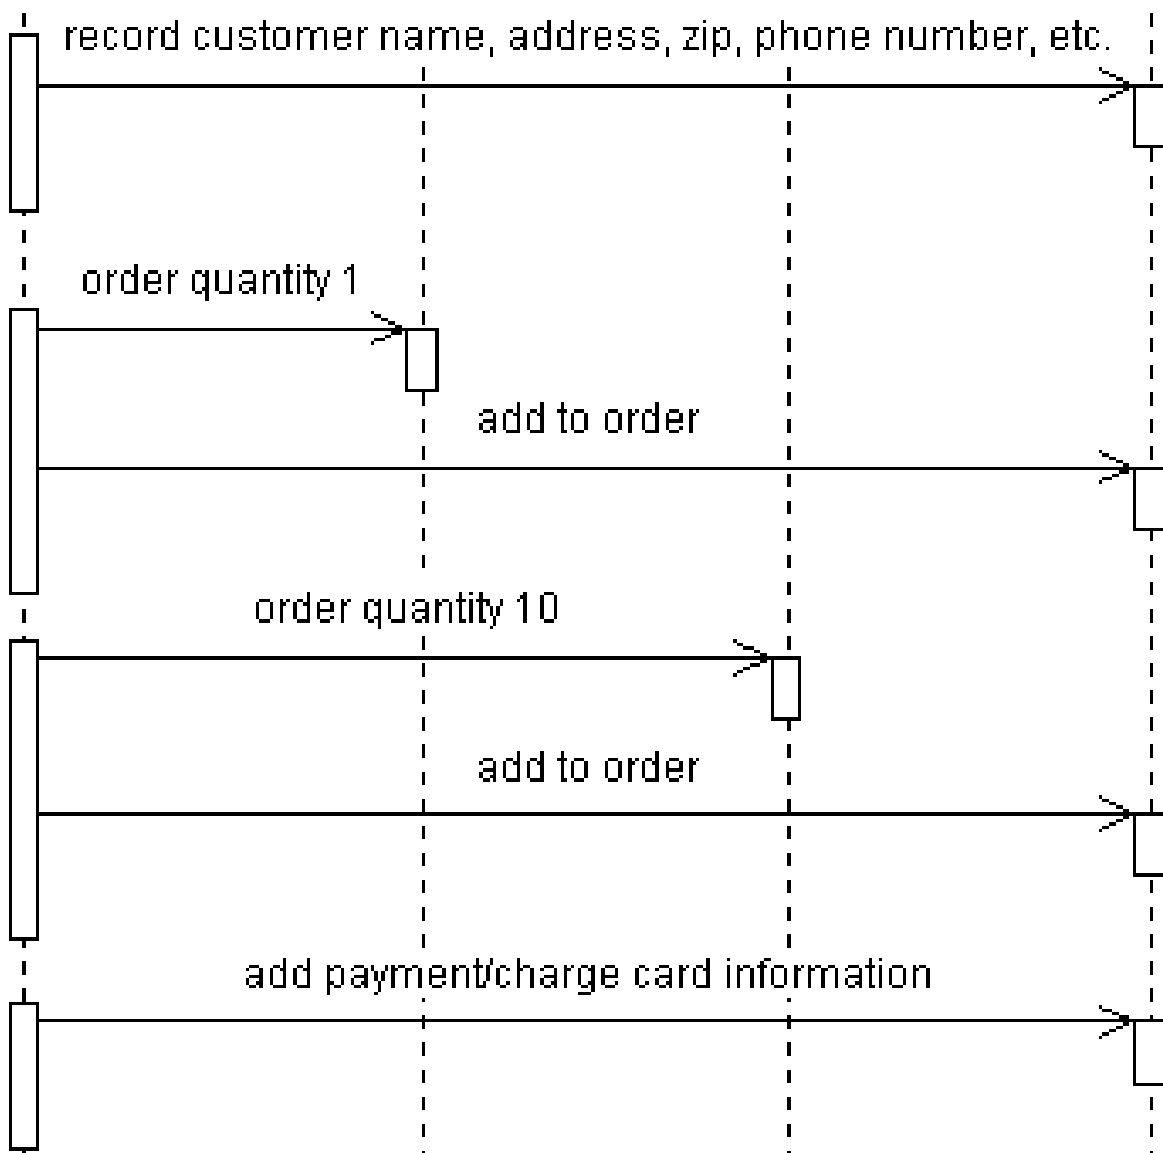 record customer name, address, zip, phone number, etc.
order quantity 1
add to order
order quantity 10
add to order
add payment/charge card information